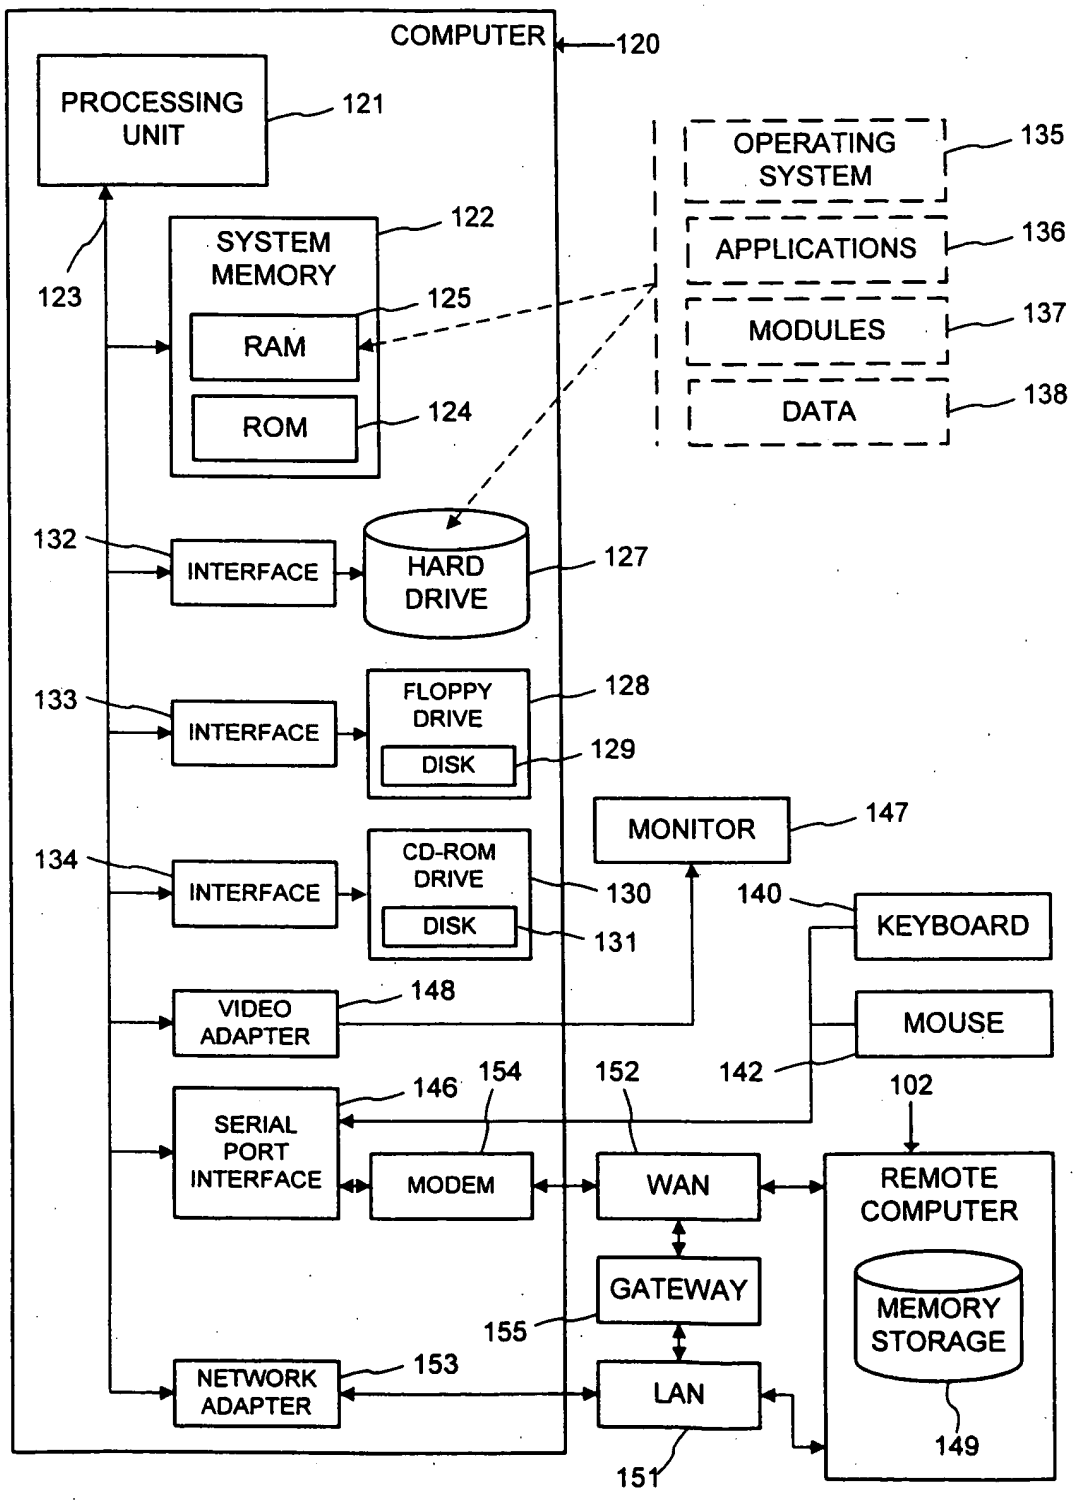 COMPUTER
120
PROCESSING
UNIT
121
123
SYSTEM
MEMORY
122
RAM
125
ROM
124
OPERATING
SYSTEM
135
APPLICATIONS
136
MODULES
137
DATA
138
132
INTERFACE
HARD
DRIVE
127
133
INTERFACE
FLOPPY
DRIVE
128
DISK
129
134
INTERFACE
CD-ROM
DRIVE
130
DISK
131
MONITOR
147
140
KEYBOARD
MOUSE
142
VIDEO
ADAPTER
148
SERIAL
PORT
INTERFACE
146
MODEM
154
WAN
152
GATEWAY
155
LAN
151
NETWORK
ADAPTER
153
102
REMOTE
COMPUTER
MEMORY
STORAGE
149